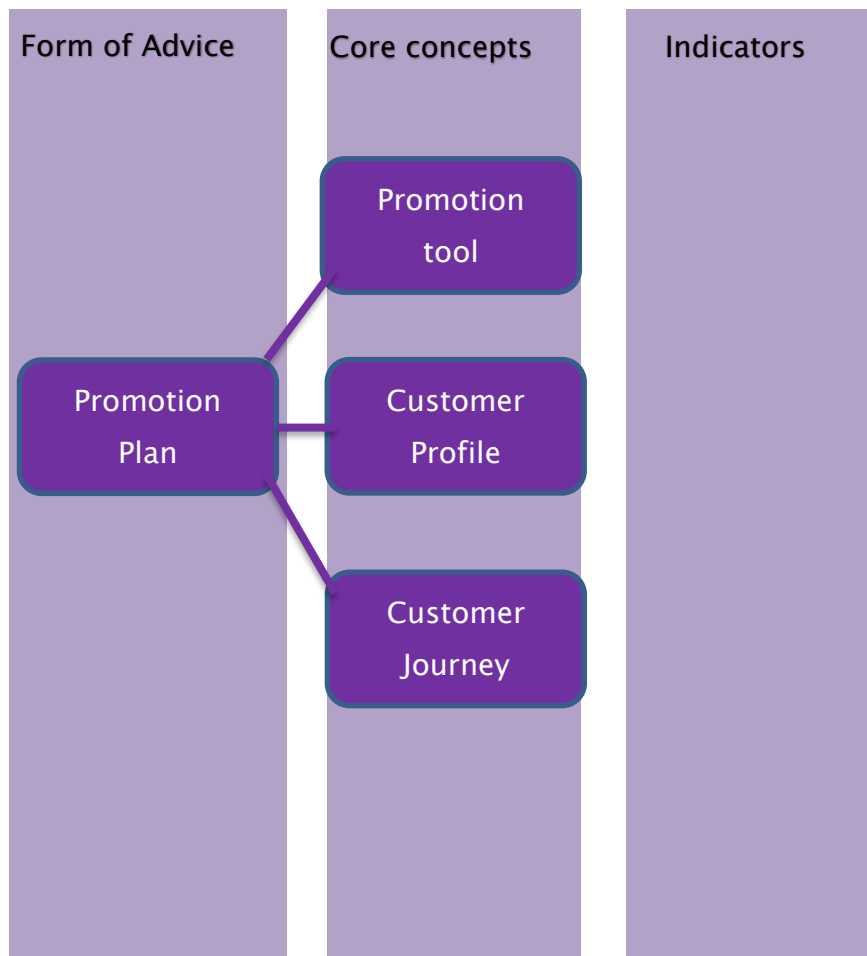 Form of Advice
Core concepts
Indicators
Promotion
tool
Promotion
Plan
Customer
Profile
Customer
Journey